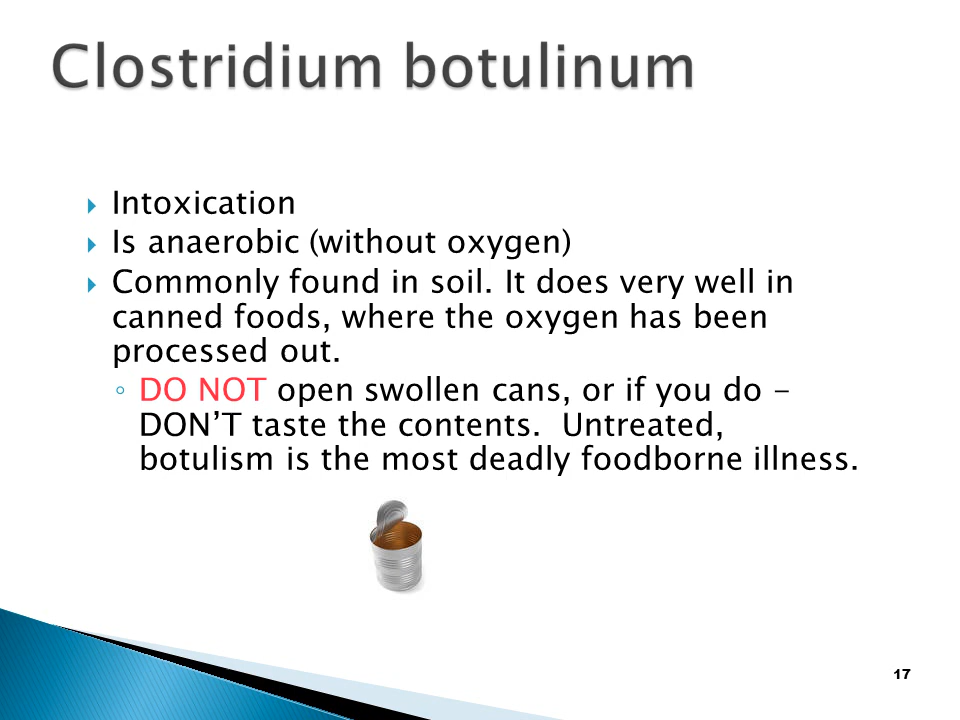 Clostridium botulinum
Intoxication
Is anaerobic (without oxygen)
Commonly found in soil. It does very well in
canned foods, where the oxygen has been
processed out.
DO NOT open swollen cans, or if you do -
DON’T taste the contents.  Untreated,
botulism is the most deadly foodborne illness.
17